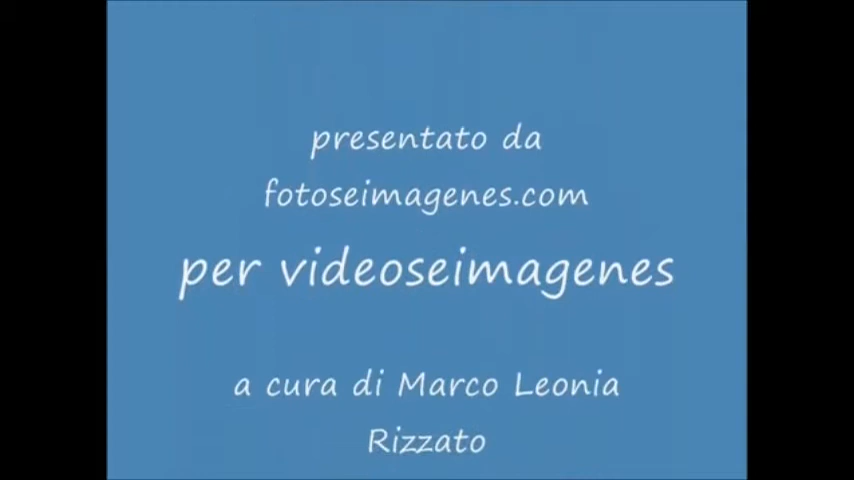 presentato da
fotoseimagenes.com
per videoseimagenes
a cura di Marco Leonia
Rizzato